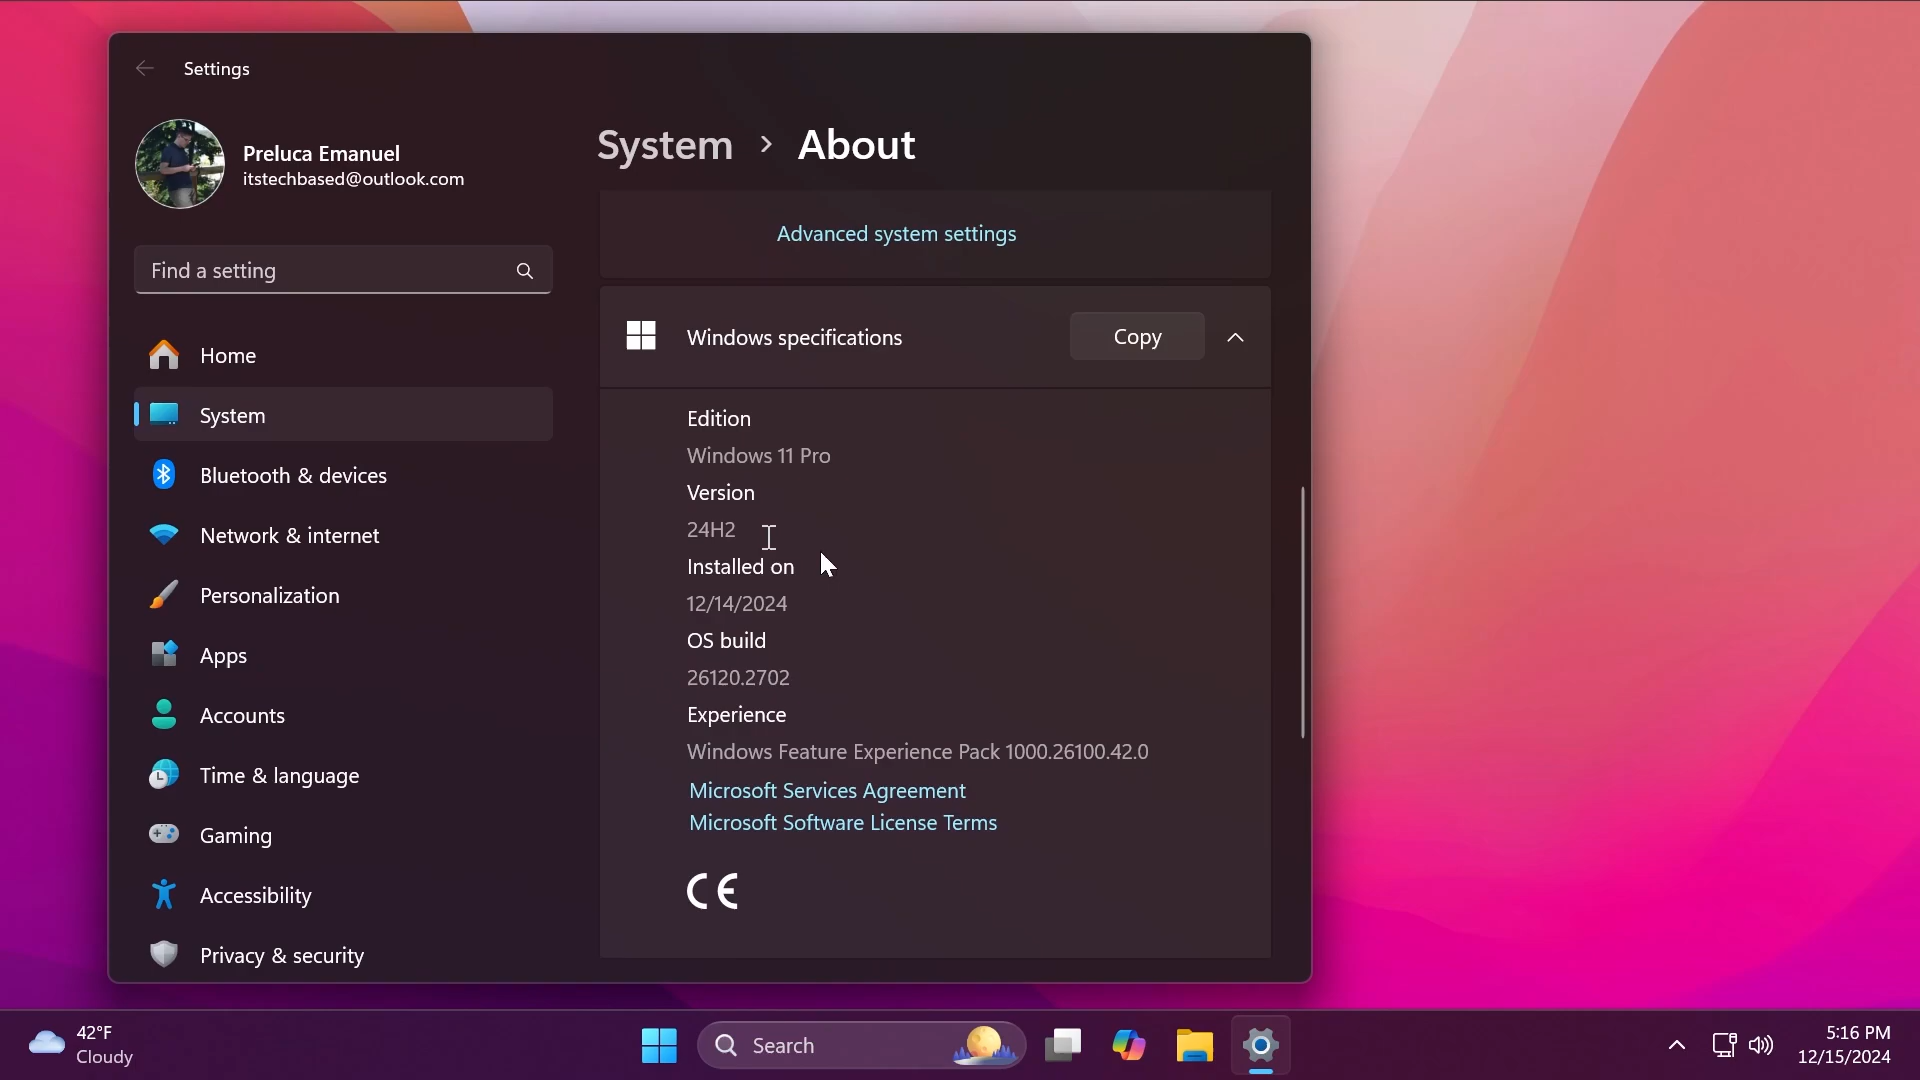 Settings
Preluca Emanuel
itstechbased@outlook.com
Find a setting
Home
System
Bluetooth & devices
Network & internet
Personalization
Apps
Accounts
Time & language
Gaming
Accessibility
Privacy & security
System > About
Advanced system settings
Windows specifications
Copy
Edition
Windows 11 Pro
Version
24H2
Installed on
12/14/2024
OS build
26120.2702
Experience
Windows Feature Experience Pack 1000.26100.42.0
Microsoft Services Agreement
Microsoft Software License Terms
CE
42°F
Cloudy
Search
5:16 PM
12/15/2024